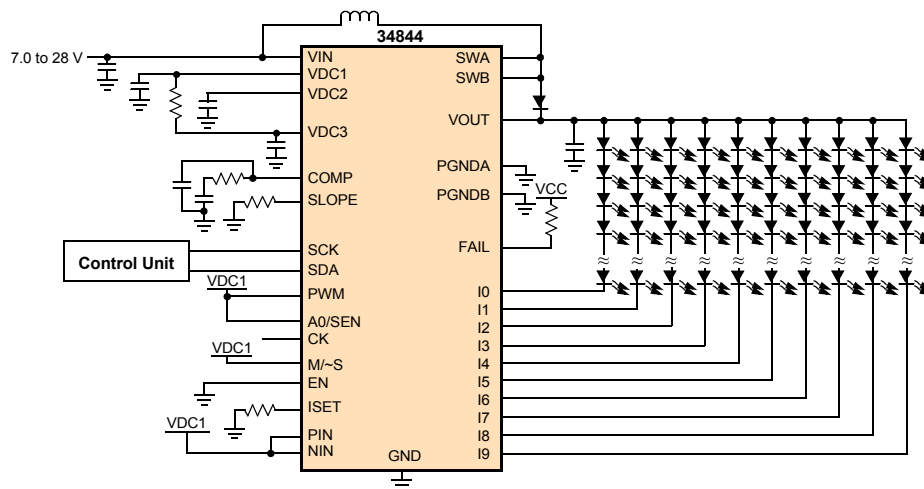 34844
7.0 to 28 V
VIN
VDC1
VDC2
VDC3
COMP
SLOPE
SCK
SDA
PWM
A0/SEN
CK
M/~S
EN
ISET
PIN
NIN
GND
SWA
SWB
VOUT
PGNDA
PGNDB
VCC
FAIL
I0
I1
I2
I3
I4
I5
I6
I7
I8
I9
Control Unit
VDC1
VDC1
VDC1